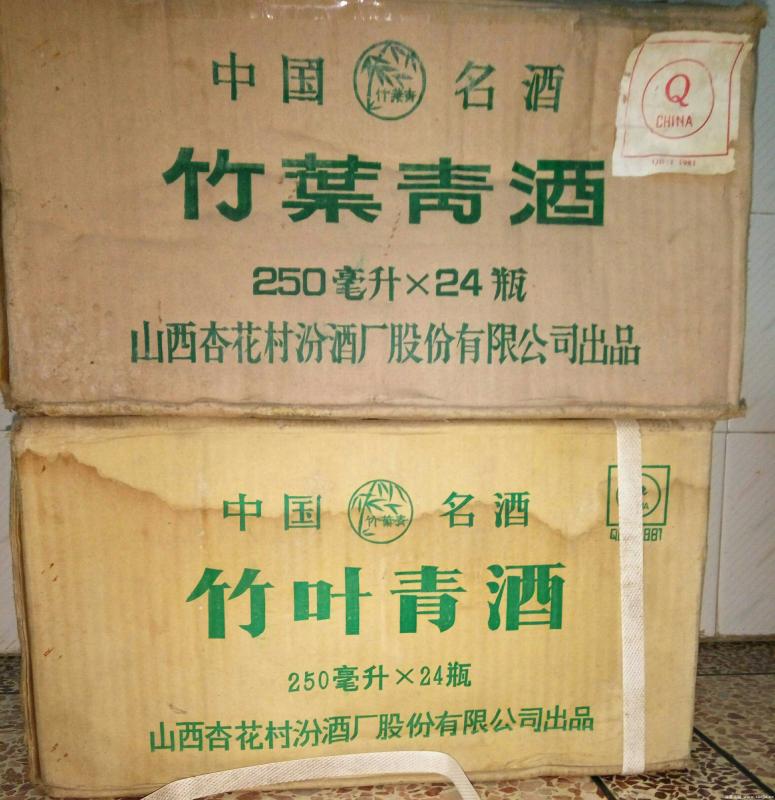 中国 竹葉青 名酒
Q
CHINA
竹葉青酒
250毫升×24瓶
山西杏花村汾酒厂股份有限公司出品
中国 竹葉青 名酒
竹叶青酒
250毫升×24瓶
山西杏花村汾酒厂股份有限公司出品